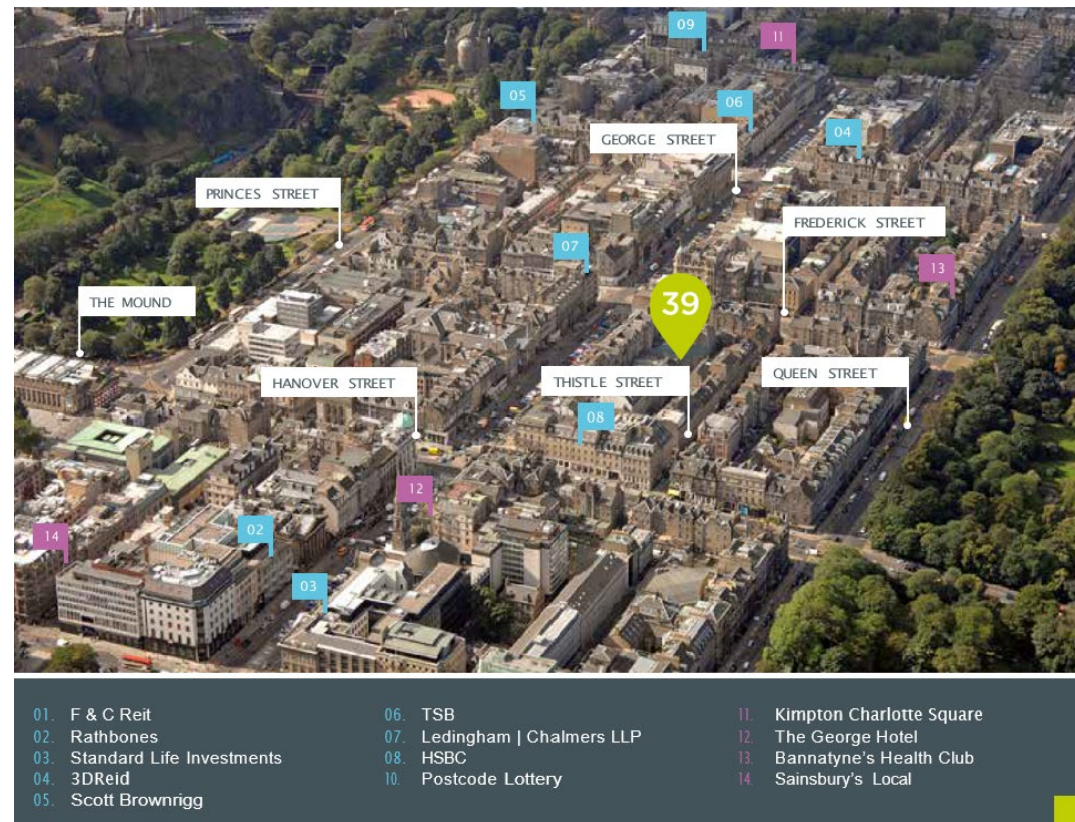 09
11
05
06
04
GEORGE STREET
PRINCES STREET
FREDERICK STREET
07
13
THE MOUND
39
HANOVER STREET
THISTLE STREET
QUEEN STREET
08
12
02
14
03
01. F & C Reit
02. Rathbones
03. Standard Life Investments
04. 3DReid
05. Scott Brownrigg
06. TSB
07. Ledingham | Chalmers LLP
08. HSBC
10. Postcode Lottery
11. Kimpton Charlotte Square
12. The George Hotel
13. Bannatyne's Health Club
14. Sainsbury's Local